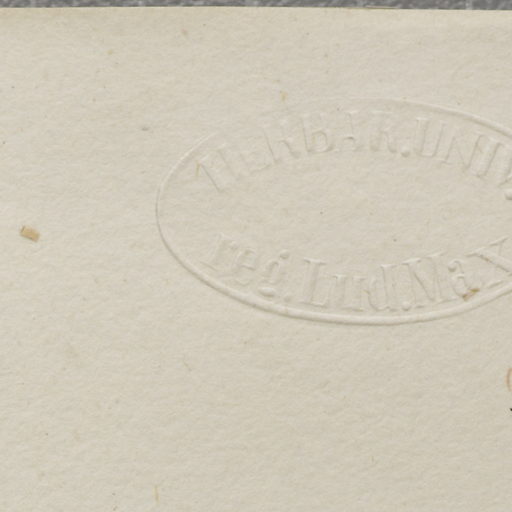 HERBAR. UNIV.
reg. Lud. Max